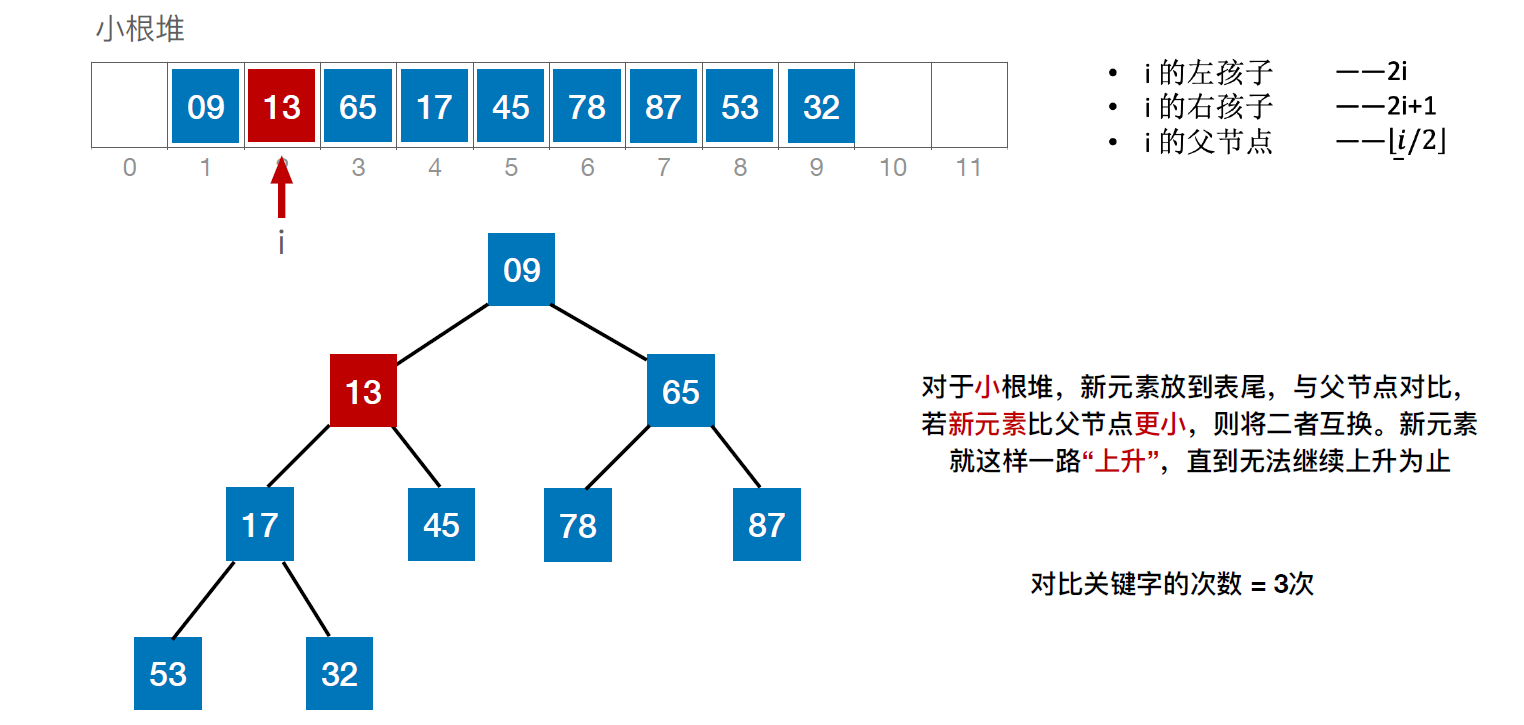 小根堆
09 13 65 17 45 78 87 53 32
0 1 2 3 4 5 6 7 8 9 10 11
i
• i 的左孩子 ——2i
• i 的右孩子 ——2i+1
• i 的父节点 ——⌊i/2⌋
09
13 65
17 45 78 87
53 32
对于小根堆，新元素放到表尾，与父节点对比，
若新元素比父节点更小，则将二者互换。新元素
就这样一路“上升”，直到无法继续上升为止
对比关键字的次数 = 3次